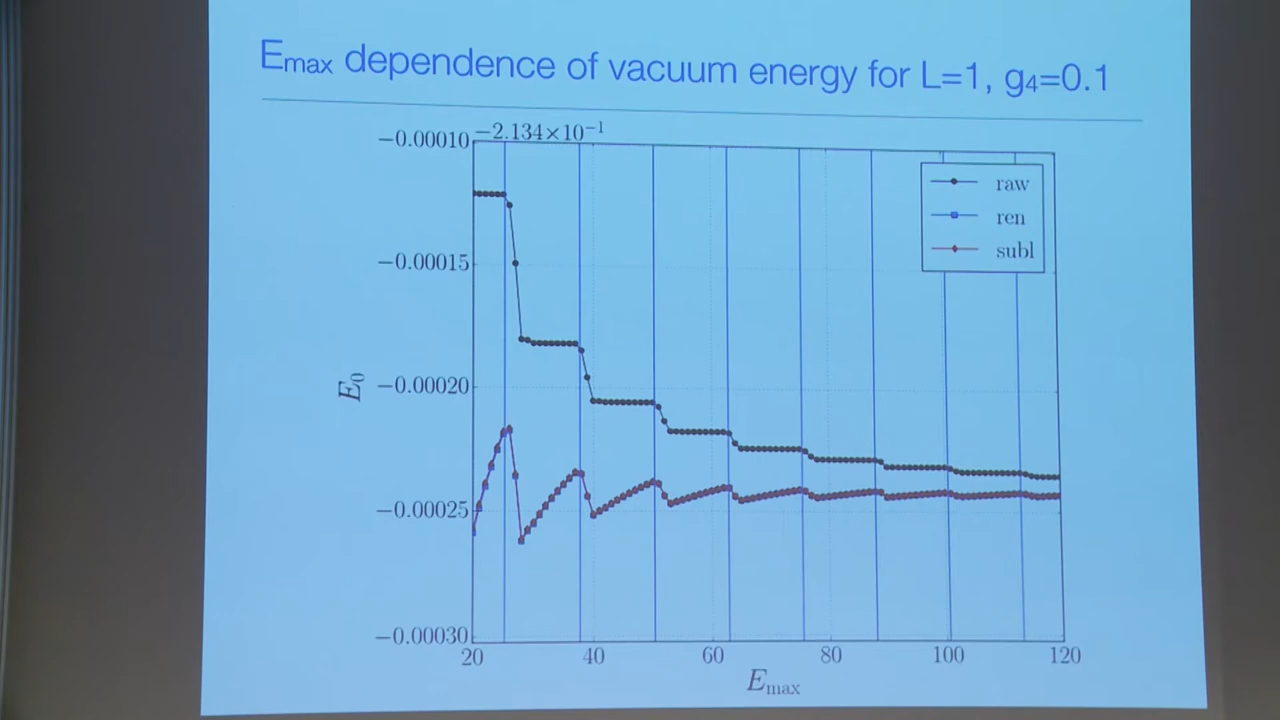 Emax dependence of vacuum energy for L=1, g4=0.1
−2.134×10−1
−0.00010
−0.00015
−0.00020
−0.00025
−0.00030
E0
raw
ren
subl
20 40 60 80 100 120
Emax